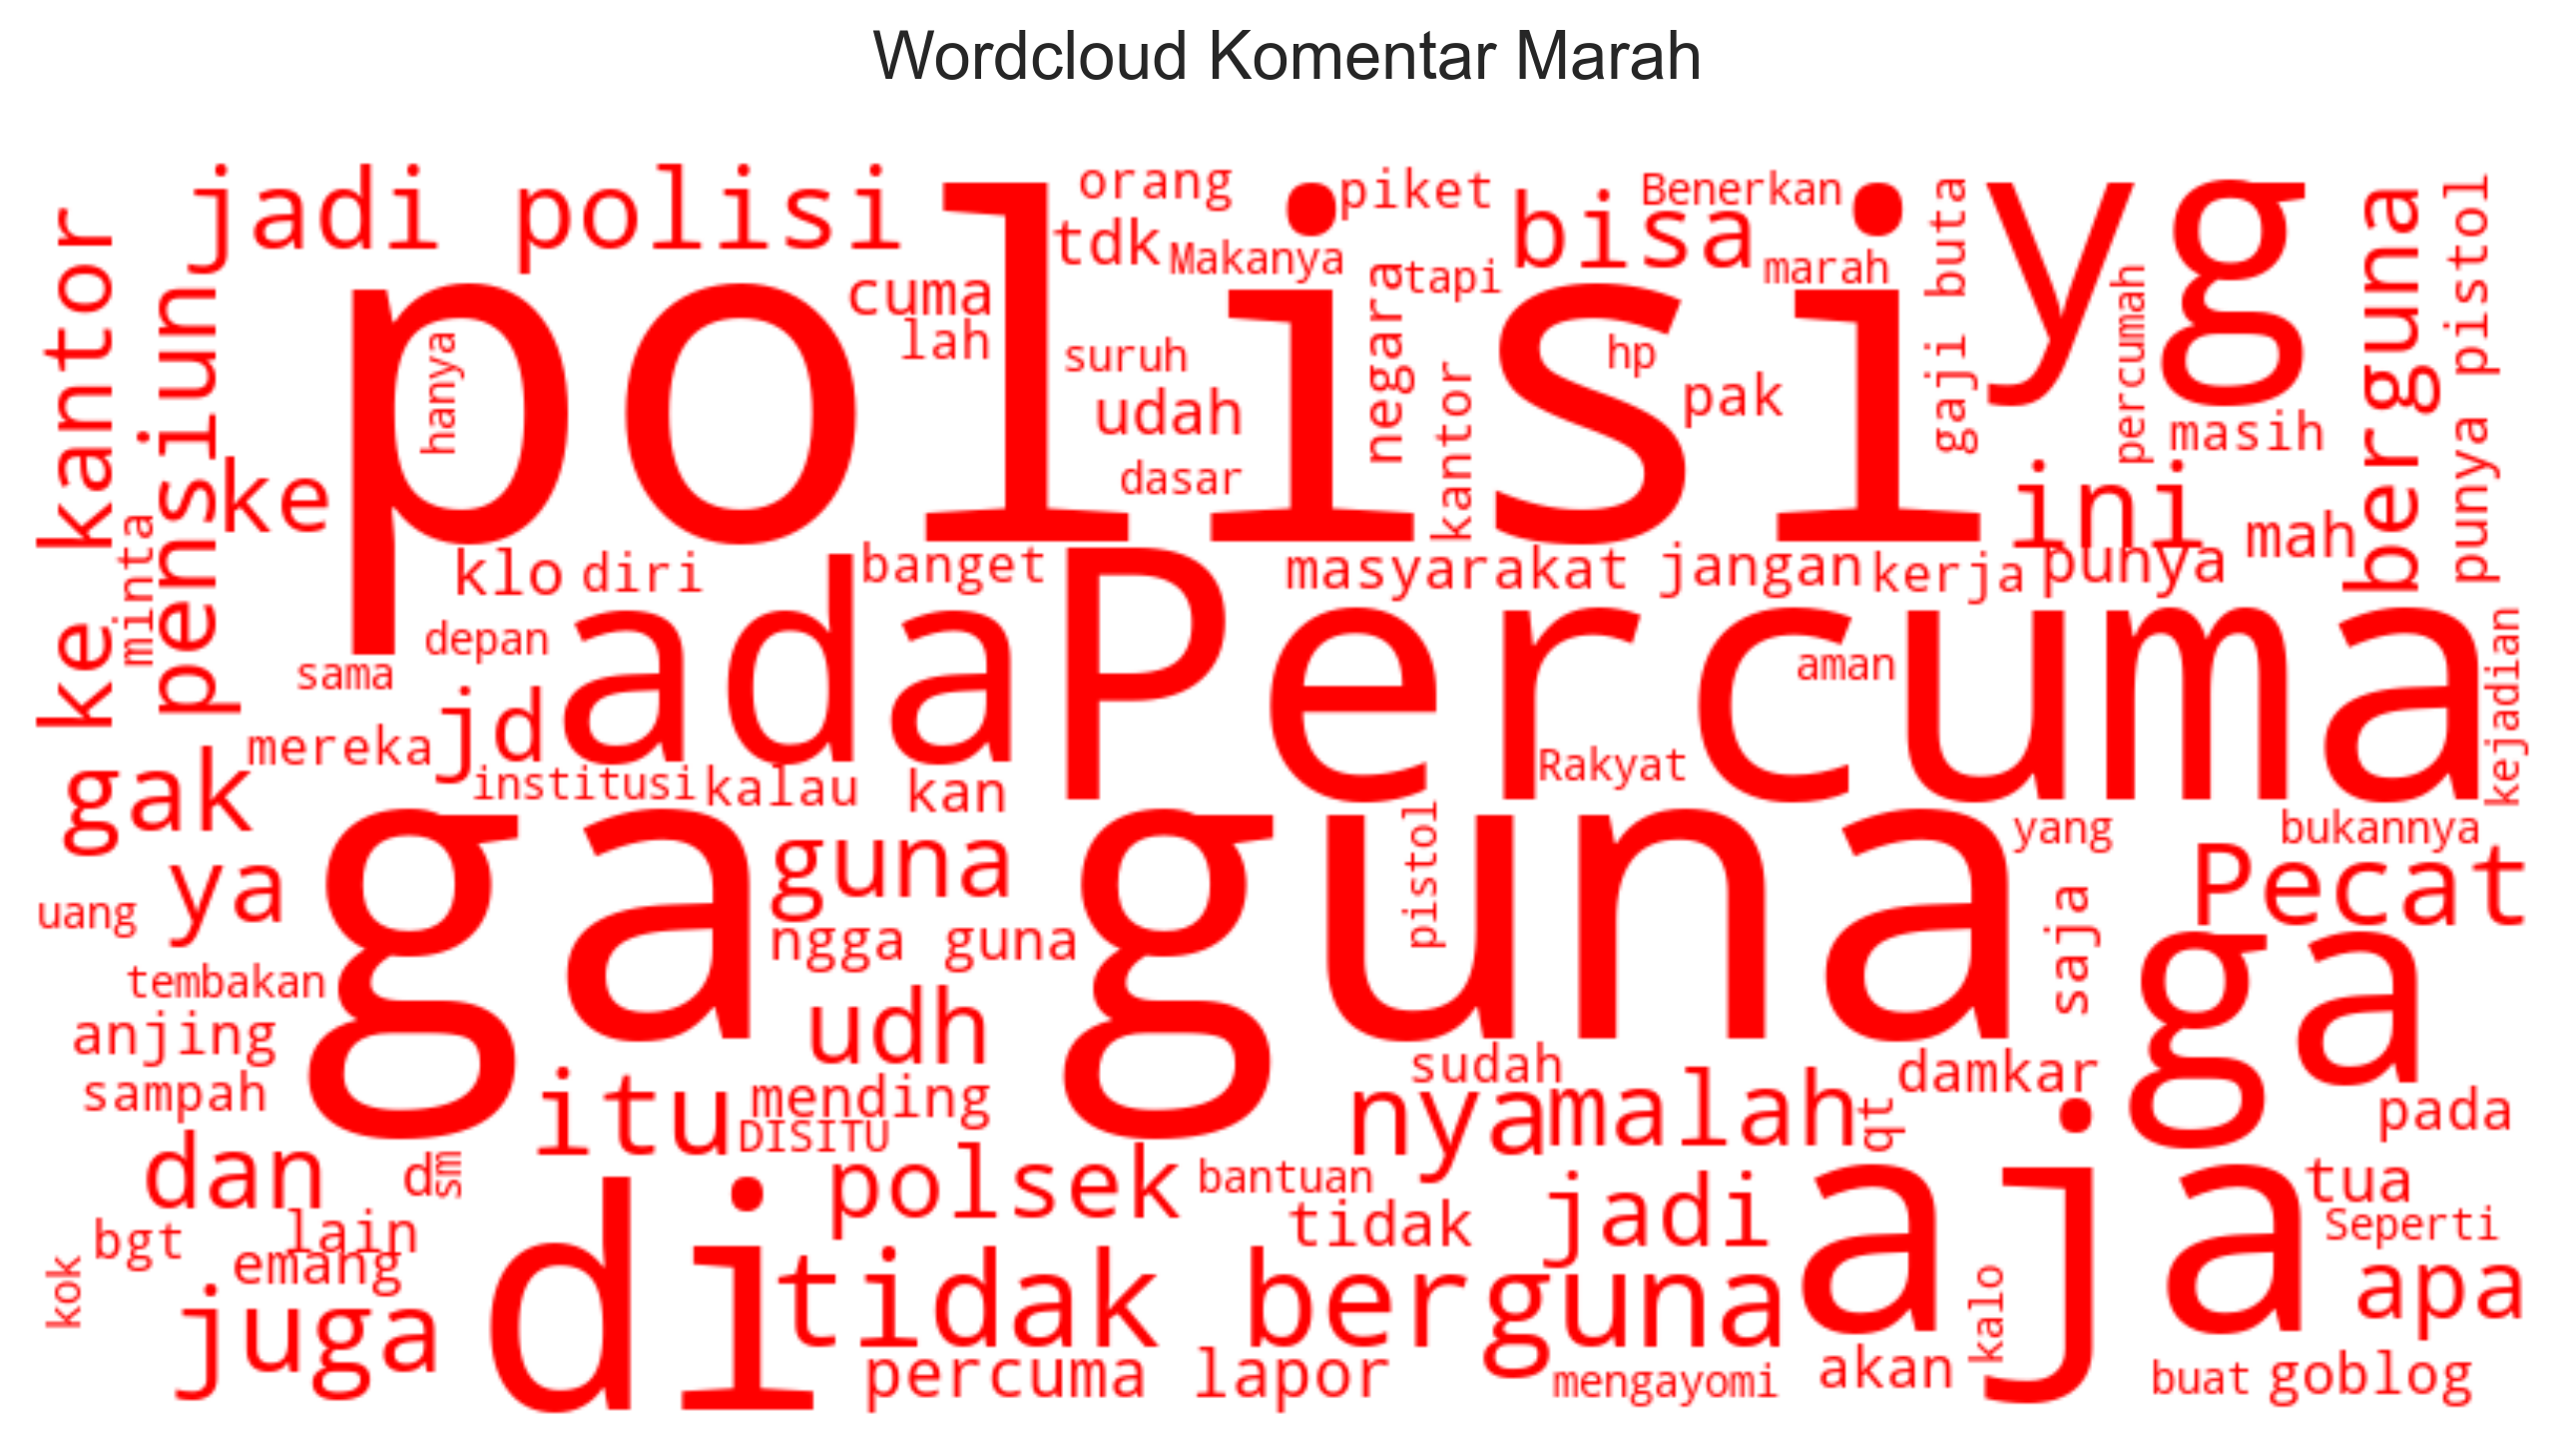 Wordcloud Komentar Marah
jadi polisi
orang
piket
Benerkan
bisa
yg
tdk
Makanya
tapi
marah
gaji buta
berguna
punya pistol
ke kantor
pensiun
polisi
cuma
lah
hanya
suruh
negara
hp
percumah
udah
pak
kantor
masih
dasar
ke
ini
mah
minta
klo
diri
banget
masyarakat
jangan
kerja
punya
depan
ada
Percuma
aman
sama
jd
kejadian
mereka
gak
institusi
kalau
kan
Rakyat
ga guna
guna
pistol
yang
bukannya
ya
Pecat
uang
ngga guna
saja
ga
tembakan
anjing
udh
sudah
damkar
sampah
itu
mending
DISITU
nya
malah
qt
pada
dan
d
sm
polsek
bantuan
tidak
jadi
aja
tua
bgt
lain
Seperti
emang
kok
juga
di
tidak berguna
kalo
apa
percuma lapor
mengayomi
akan
buat
goblog